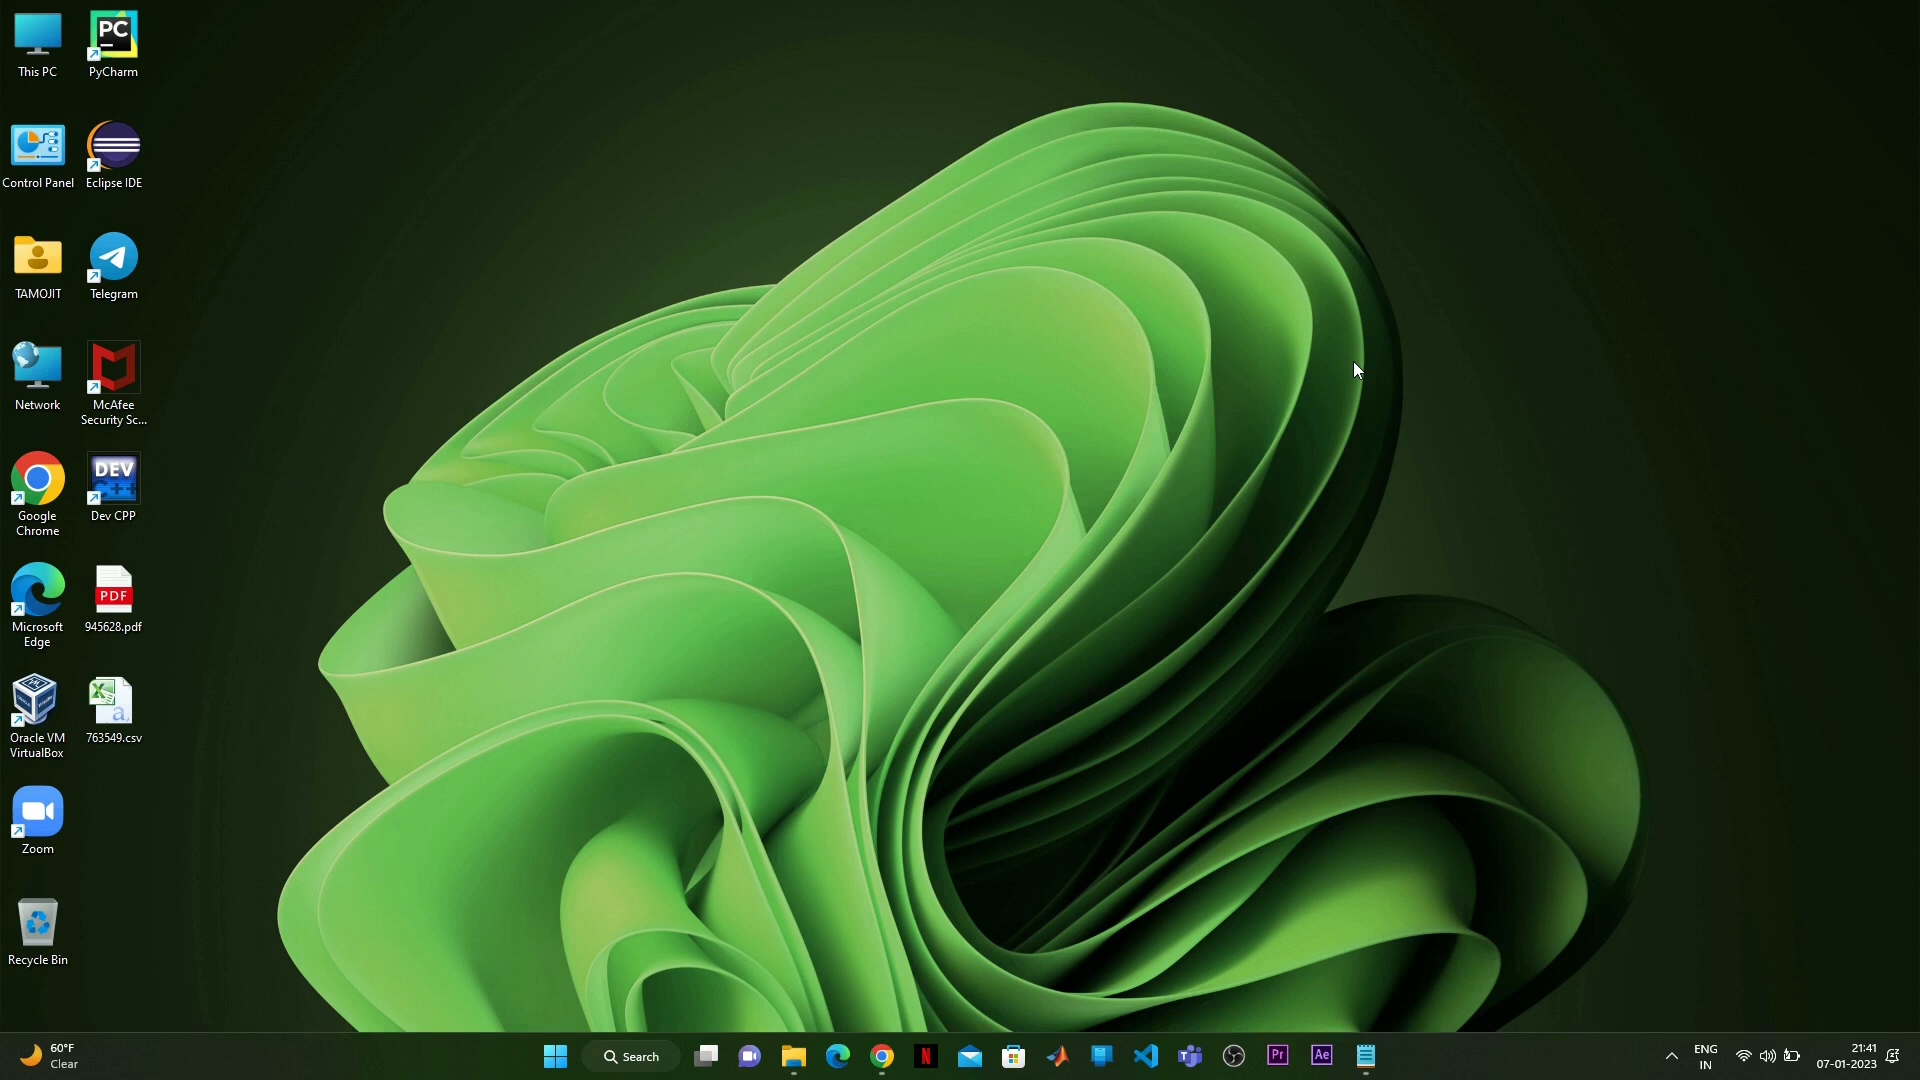 This PC
PC
PyCharm
Control Panel
Eclipse IDE
TAMOJIT
Telegram
Network
McAfee
Security Sc...
Google
Chrome
DEV
C++
Dev CPP
Microsoft
Edge
PDF
945628.pdf
Oracle VM
VirtualBox
X
a,
763549.csv
Zoom
Recycle Bin
60°F
Clear
Search
N
T
Pr
Ae
ENG
IN
21:41
07-01-2023